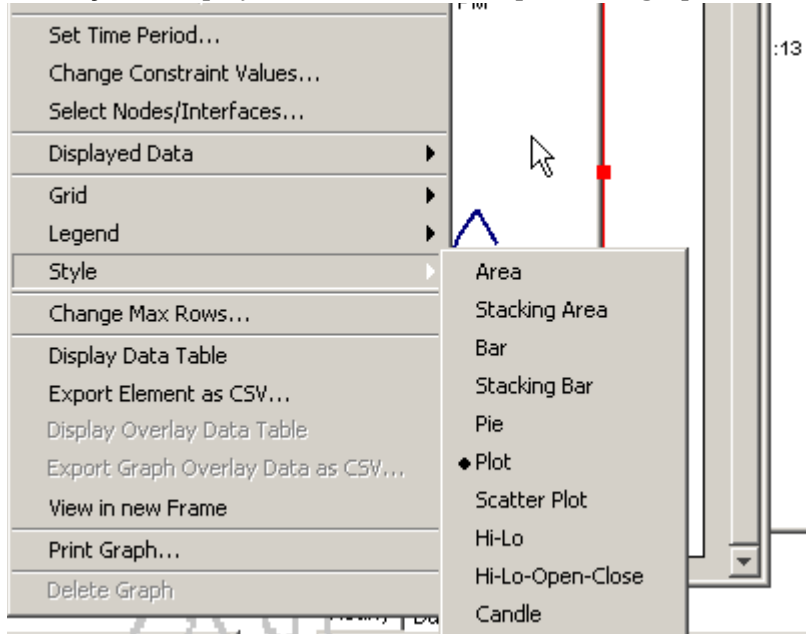 PM
:13
Set Time Period...
Change Constraint Values...
Select Nodes/Interfaces...
Displayed Data
Grid
Legend
Style
Change Max Rows...
Display Data Table
Export Element as CSV...
Display Overlay Data Table
Export Graph Overlay Data as CSV...
View in new Frame
Print Graph...
Delete Graph
Area
Stacking Area
Bar
Stacking Bar
Pie
Plot
Scatter Plot
Hi-Lo
Hi-Lo-Open-Close
Candle